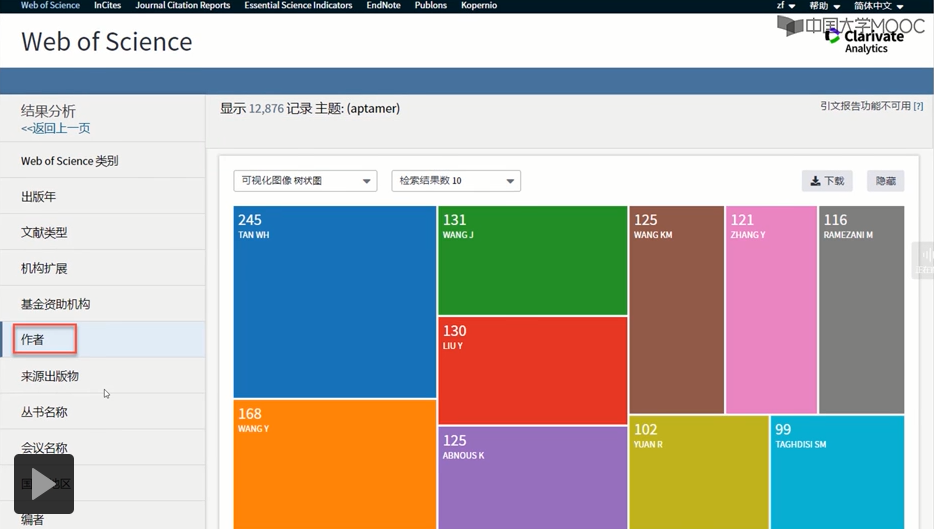 Web of Science InCites Journal Citation Reports Essential Science Indicators EndNote Publons Kopernio zf 帮助 简体中文
Web of Science
中国大学MOOC
Clarivate
Analytics
结果分析
<<返回上一页
显示 12,876 记录 主题: (aptamer)
引文报告功能不可用 [?]
Web of Science 类别
出版年
文献类型
机构扩展
基金资助机构
作者
来源出版物
丛书名称
会议名称
编者
可视化图像 树状图
检索结果数 10
下载
隐藏
245
TAN WH
131
WANG J
125
WANG KM
121
ZHANG Y
116
RAMEZANI M
130
LIU Y
168
WANG Y
125
ABNOUS K
102
YUAN R
99
TAGHDISI SM